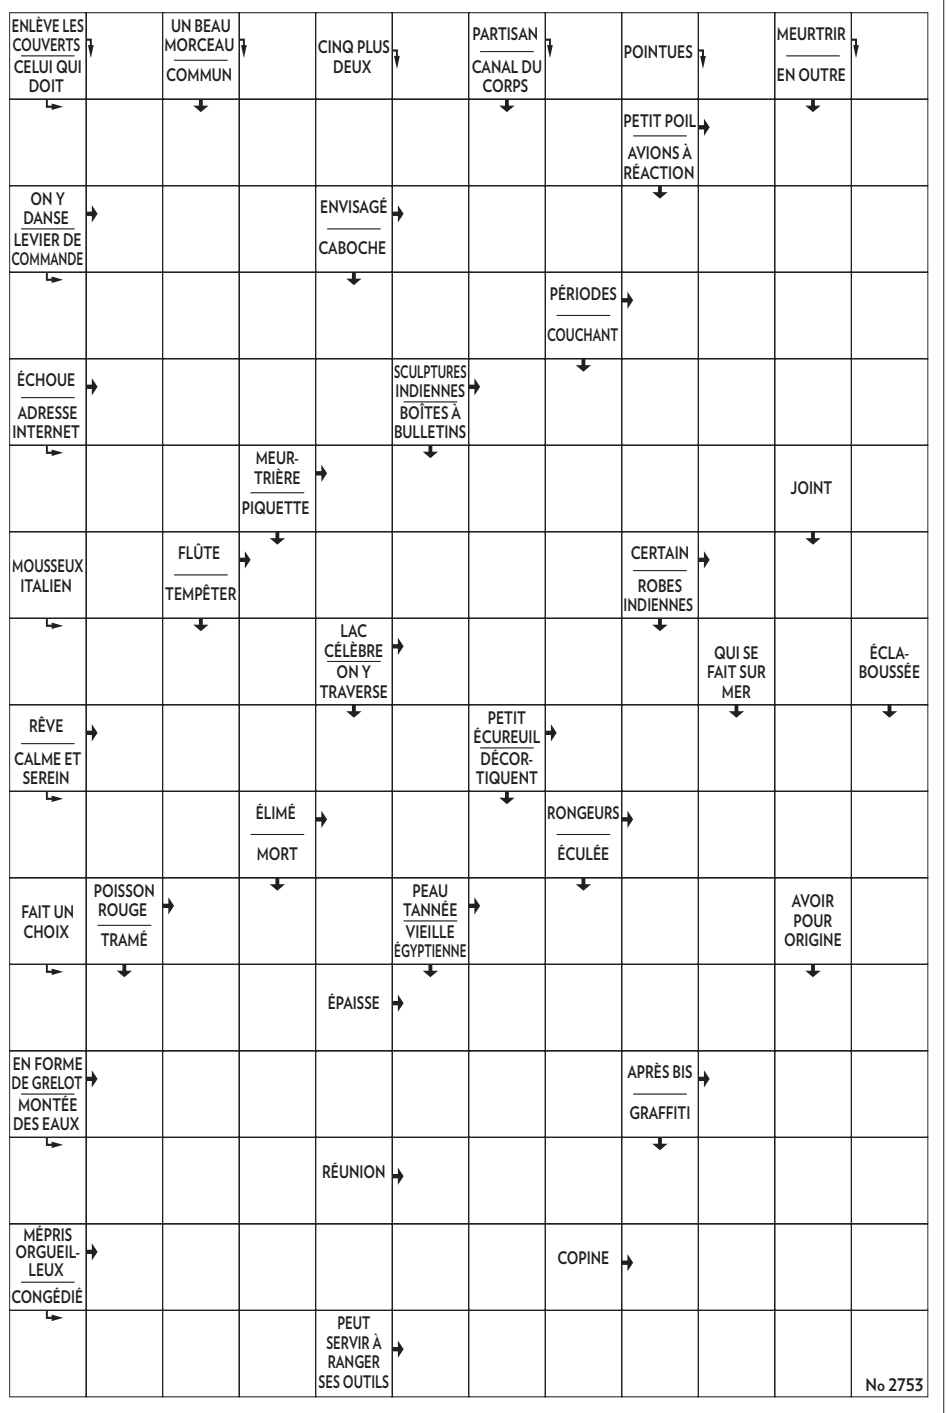 ENLÈVE LES
COUVERTS
CELUI QUI
DOIT
UN BEAU
MORCEAU
COMMUN
CINQ PLUS
DEUX
PARTISAN
CANAL DU
CORPS
POINTUES
MEURTRIR
EN OUTRE
PETIT POIL
AVIONS À
RÉACTION
ON Y
DANSE
LEVIER DE
COMMANDE
ENVISAGÉ
CABOCHE
PÉRIODES
COUCHANT
ÉCHOUE
ADRESSE
INTERNET
SCULPTURES
INDIENNES
BOÎTES À
BULLETINS
MEUR-
TRIÈRE
PIQUETTE
JOINT
MOUSSEUX
ITALIEN
FLÛTE
TEMPÊTER
CERTAIN
ROBES
INDIENNES
LAC
CÉLÈBRE
ON Y
TRAVERSE
QUI SE
FAIT SUR
MER
ÉCLA-
BOUSSÉE
RÊVE
CALME ET
SEREIN
PETIT
ÉCUREUIL
DÉCOR-
TIQUENT
ÉLIMÉ
MORT
RONGEURS
ÉCULÉE
FAIT UN
CHOIX
POISSON
ROUGE
TRAMÉ
PEAU
TANNÉE
VIEILLE
ÉGYPTIENNE
AVOIR
POUR
ORIGINE
ÉPAISSE
EN FORME
DE GRELOT
MONTÉE
DES EAUX
APRÈS BIS
GRAFFITI
RÉUNION
MÉPRIS
ORGUEIL-
LEUX
CONGÉDIÉ
COPINE
PEUT
SERVIR À
RANGER
SES OUTILS
No 2753